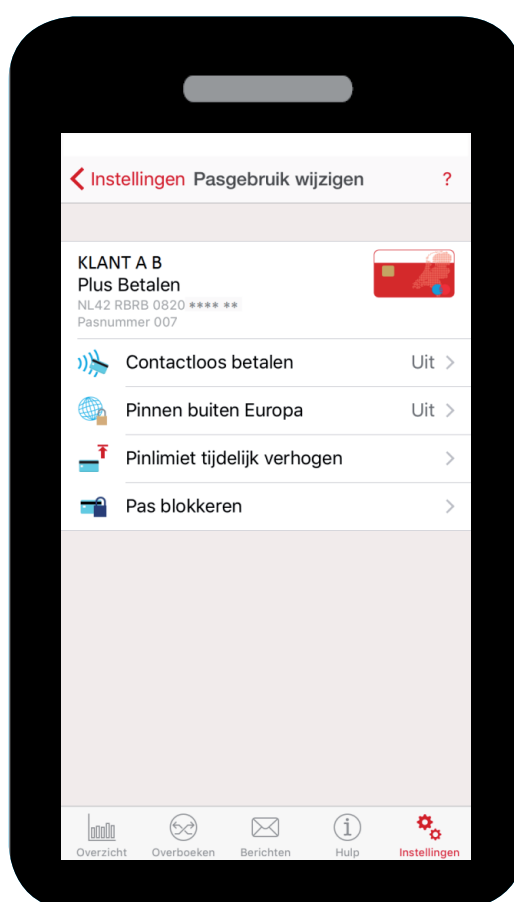 Instellingen Pasgebruik wijzigen ?
KLANT A B
Plus Betalen
NL42 RBRB 0820 **** **
Pasnummer 007
Contactloos betalen Uit
Pinnen buiten Europa Uit
Pinlimiet tijdelijk verhogen
Pas blokkeren
Overzicht Overboeken Berichten Hulp Instellingen